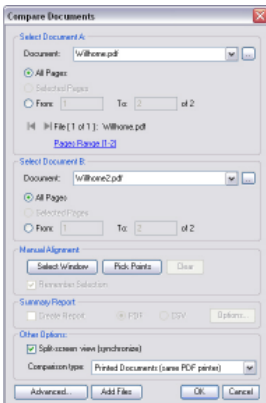 Compare Documents
Select Document A:
Document: Willhome.pdf
All Pages
Selected Pages
From: 1 To: 2 of 2
File [ 1 of 1 ]: Willhome.pdf
Pages Range [1-2]
Select Document B:
Document: Willhome2.pdf
All Pages
Selected Pages
From: 1 To: 2 of 2
Manual Alignment
Select Window Pick Points Clear
Remember Selection
Summary Report
Create Report PDF CSV Options...
Other Options:
Split-screen view (synchronize)
Comparison type: Printed Documents (same PDF printer)
Advanced... Add Files OK Cancel